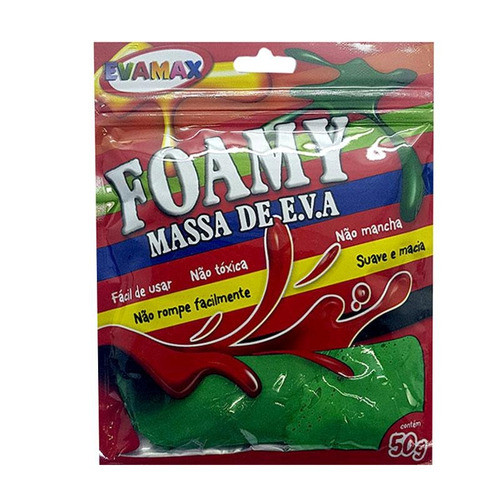 EVAMAX
FOAMY
MASSA DE E.V.A
Não mancha
Não tóxica
Suave e macia
Fácil de usar
Não rompe facilmente
contém
50g